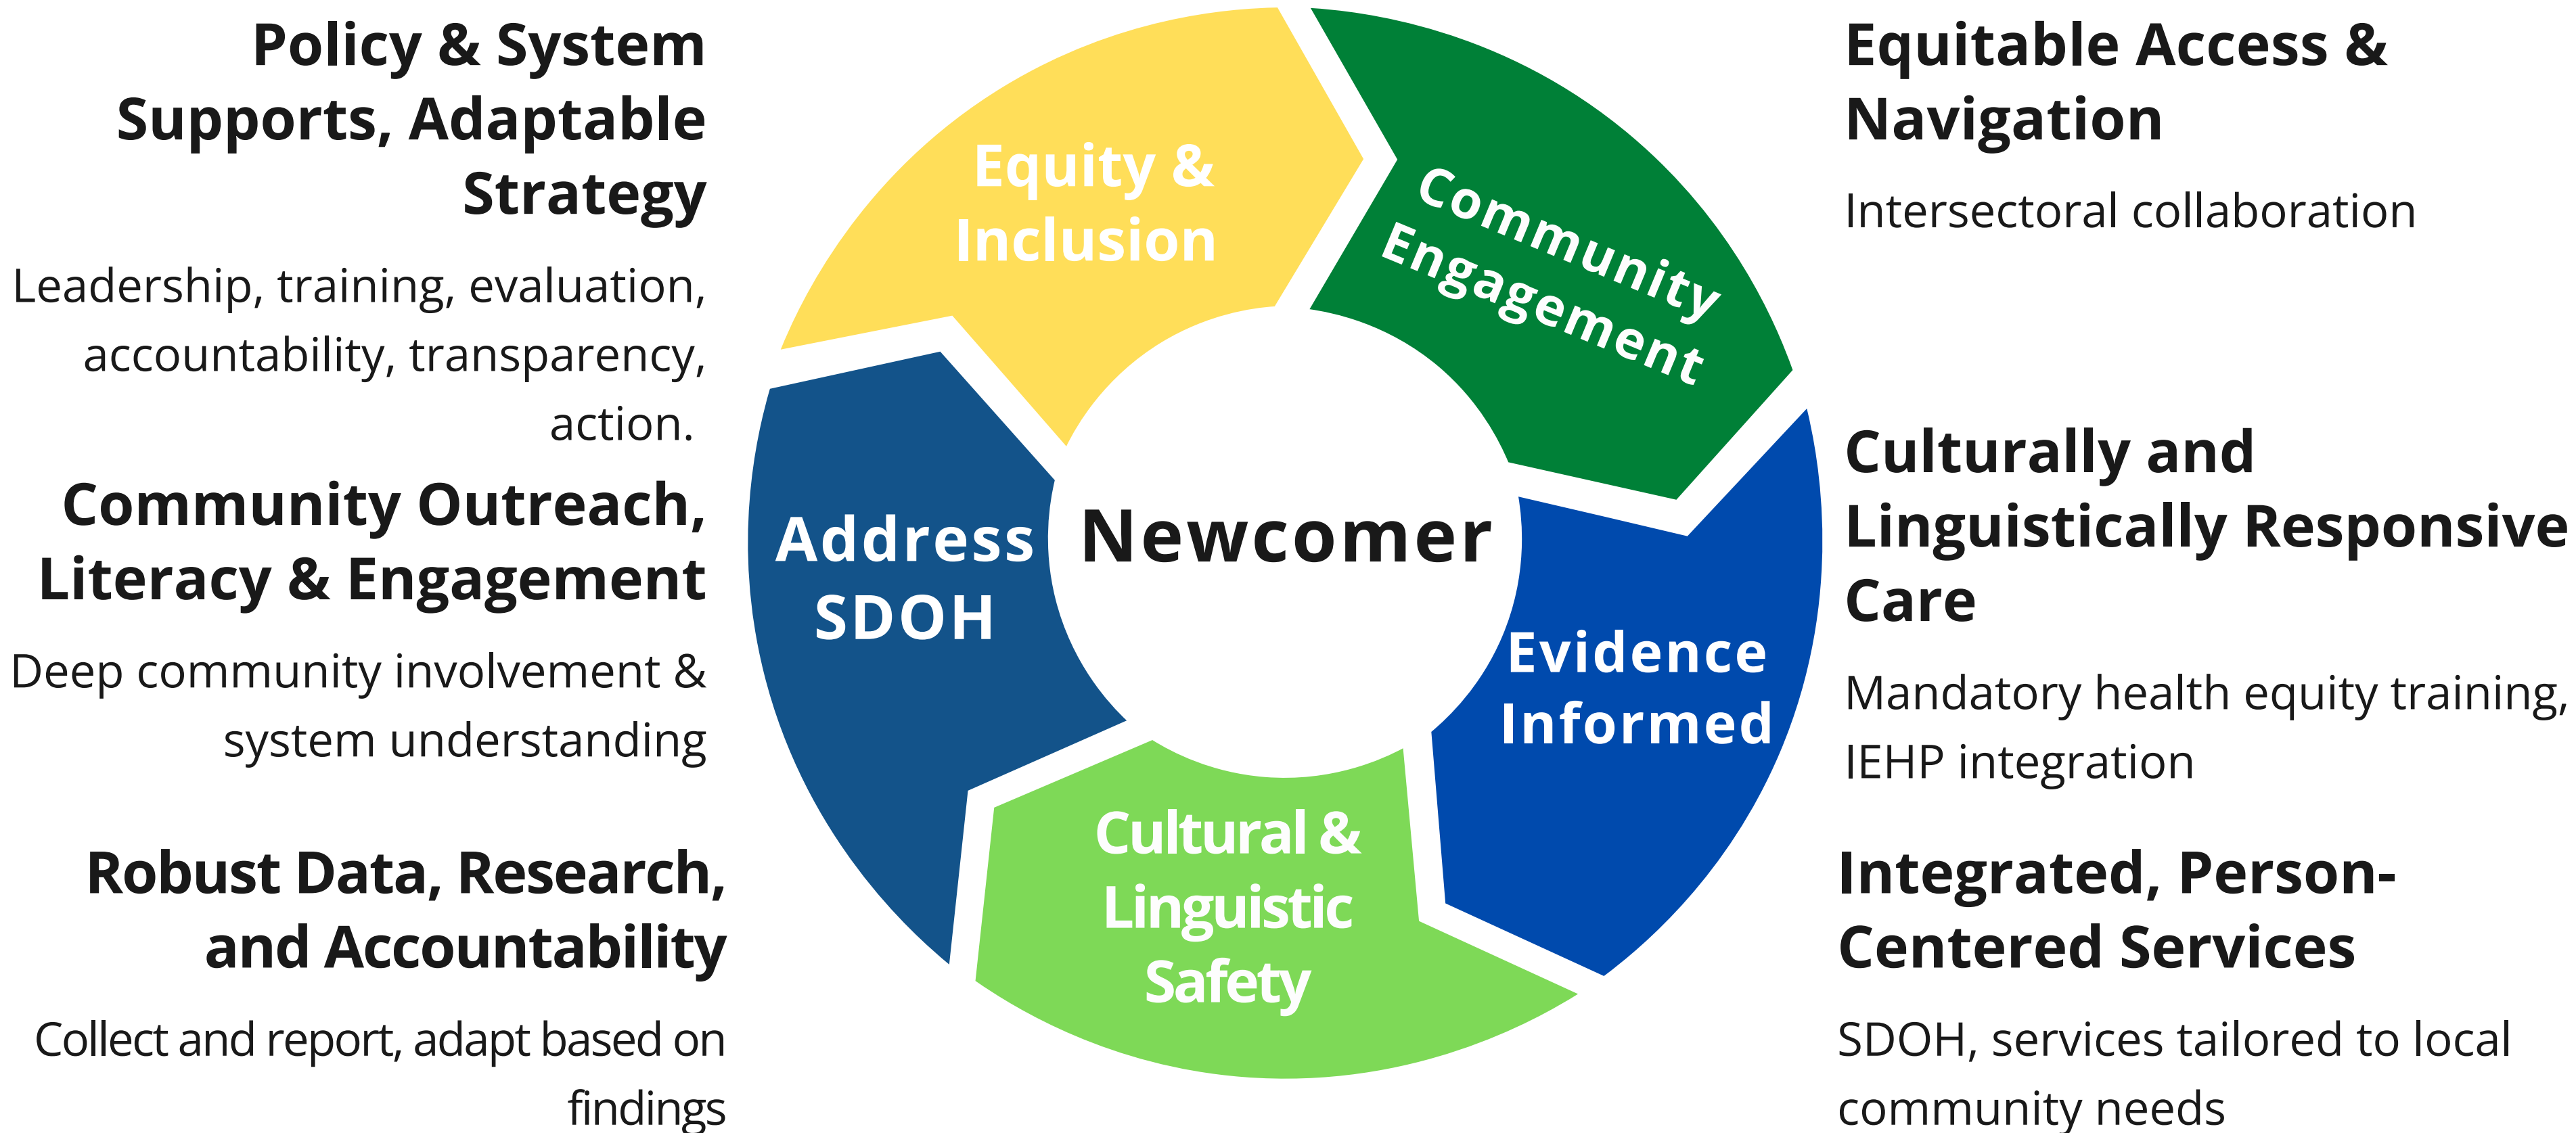 Policy & System
Supports, Adaptable
Strategy
Leadership, training, evaluation,
accountability, transparency,
action.
Community Outreach,
Literacy & Engagement
Deep community involvement &
system understanding
Robust Data, Research,
and Accountability
Collect and report, adapt based on
findings
Equity &
Inclusion
Community
Engagement
Address
SDOH
Newcomer
Evidence
Informed
Cultural &
Linguistic
Safety
Equitable Access &
Navigation
Intersectoral collaboration
Culturally and
Linguistically Responsive
Care
Mandatory health equity training,
IEHP integration
Integrated, Person-
Centered Services
SDOH, services tailored to local
community needs